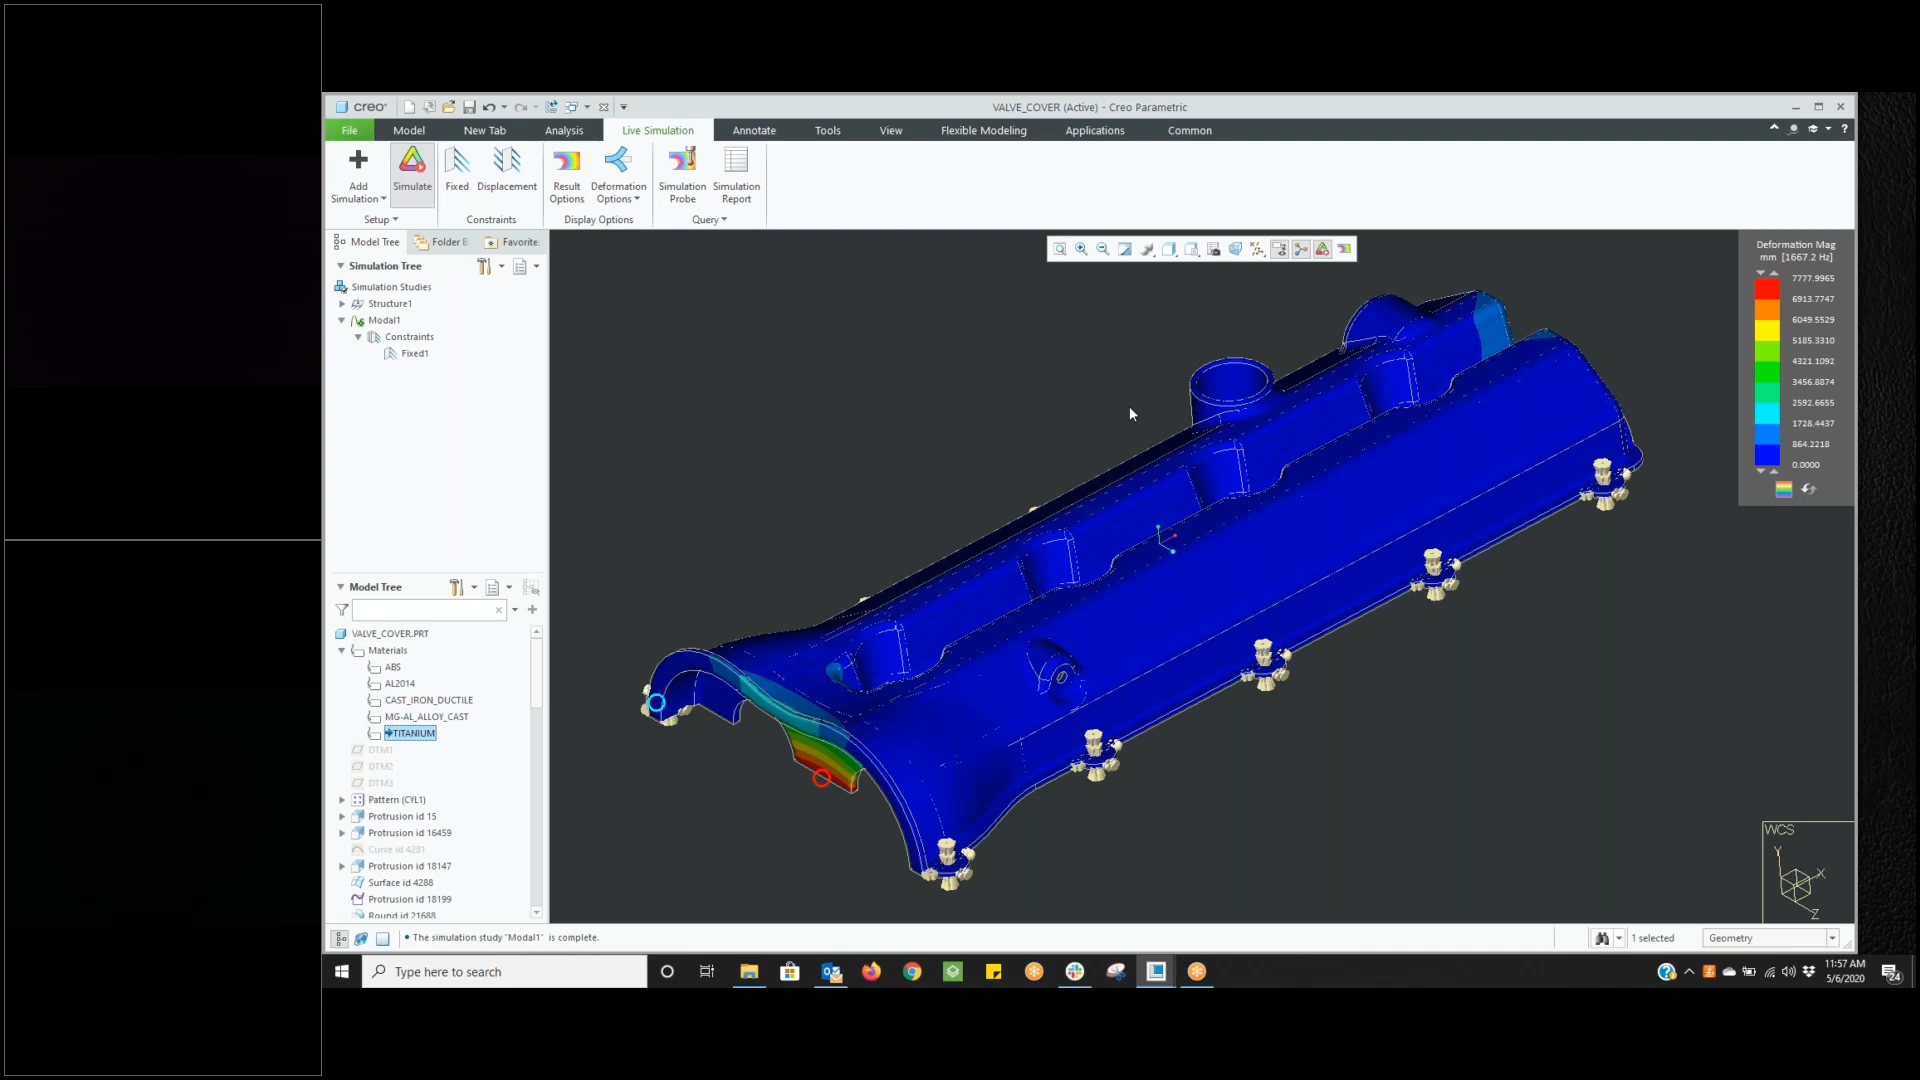 creo
VALVE_COVER (Active) - Creo Parametric
File
Model
New Tab
Analysis
Live Simulation
Annotate
Tools
View
Flexible Modeling
Applications
Common
Add
Simulation
Simulate
Fixed
Displacement
Result
Options
Deformation
Options
Simulation
Probe
Simulation
Report
Setup
Constraints
Display Options
Query
Model Tree
Folder B
Favorite
Simulation Tree
Simulation Studies
Structure1
Modal1
Constraints
Fixed1
Deformation Mag
mm [1667.2 Hz]
7777.9965
6913.7747
6049.5529
5185.3310
4321.1092
3456.8874
2592.6655
1728.4437
864.2218
0.0000
Model Tree
VALVE_COVER.PRT
Materials
ABS
AL2014
CAST_IRON_DUCTILE
MG-AL_ALLOY_CAST
TITANIUM
DTM1
DTM2
DTM3
Pattern (CYL1)
Protrusion id 15
Protrusion id 16459
Curve id 4281
Protrusion id 18147
Surface id 4288
Protrusion id 18199
Round id 21688
WCS
Y
X
Z
• The simulation study "Modal1" is complete.
1 selected
Geometry
Type here to search
11:57 AM
5/6/2020
24